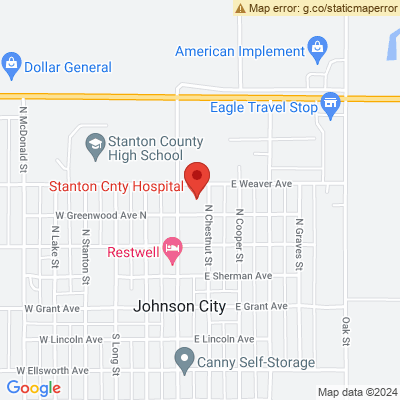 Map error: g.co/staticmaperror
American Implement
Dollar General
Eagle Travel Stop
N McDonald St
Stanton County
High School
Stanton Cnty Hospital
E Weaver Ave
W Greenwood Ave N
N Lake St
N Stanton St
N Chestnut St
N Cooper St
N Graves St
Restwell
E Sherman Ave
Johnson City
W Grant Ave
E Grant Ave
S Long St
Oak St
W Lincoln Ave
E Lincoln Ave
Canny Self-Storage
W Ellsworth Ave
Google
Map data ©2024